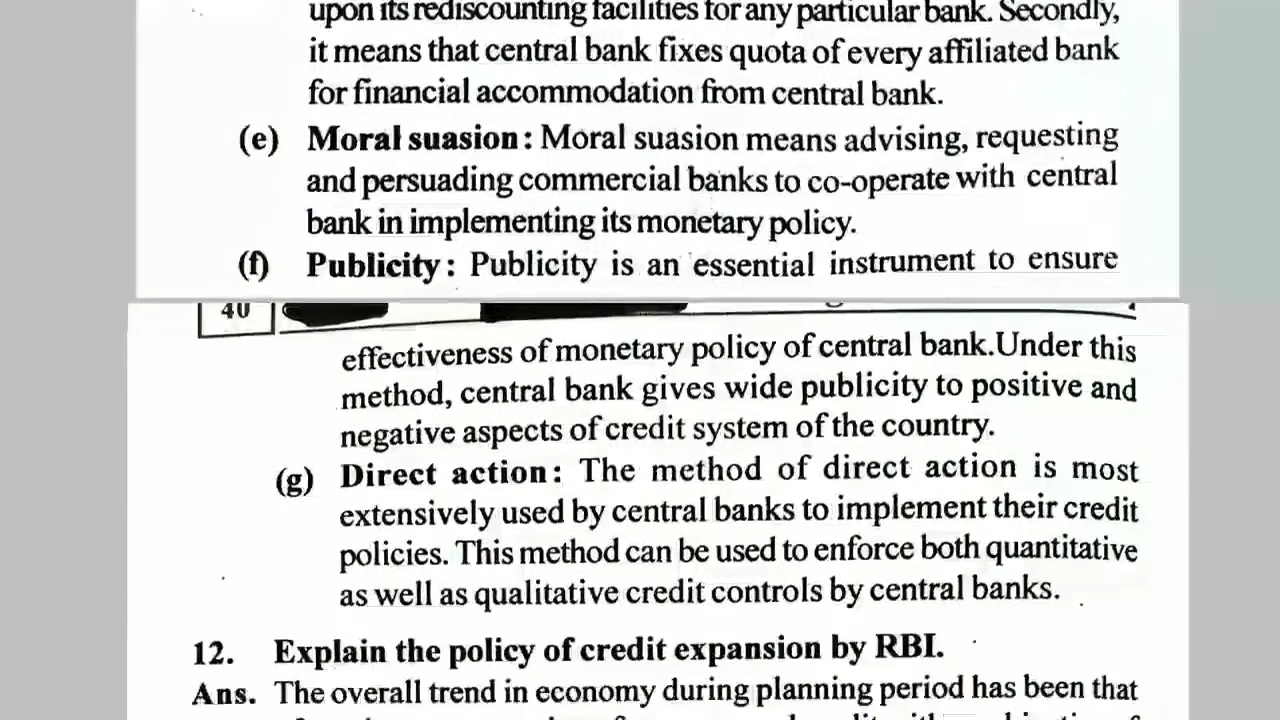 upon its rediscounting facilities for any particular bank. Secondly,
it means that central bank fixes quota of every affiliated bank
for financial accommodation from central bank.
(e) Moral suasion : Moral suasion means advising, requesting
and persuading commercial banks to co-operate with central
bank in implementing its monetary policy.
(f) Publicity : Publicity is an essential instrument to ensure
40
effectiveness of monetary policy of central bank.Under this
method, central bank gives wide publicity to positive and
negative aspects of credit system of the country.
(g) Direct action : The method of direct action is most
extensively used by central banks to implement their credit
policies. This method can be used to enforce both quantitative
as well as qualitative credit controls by central banks.
12. Explain the policy of credit expansion by RBI.
Ans. The overall trend in economy during planning period has been that